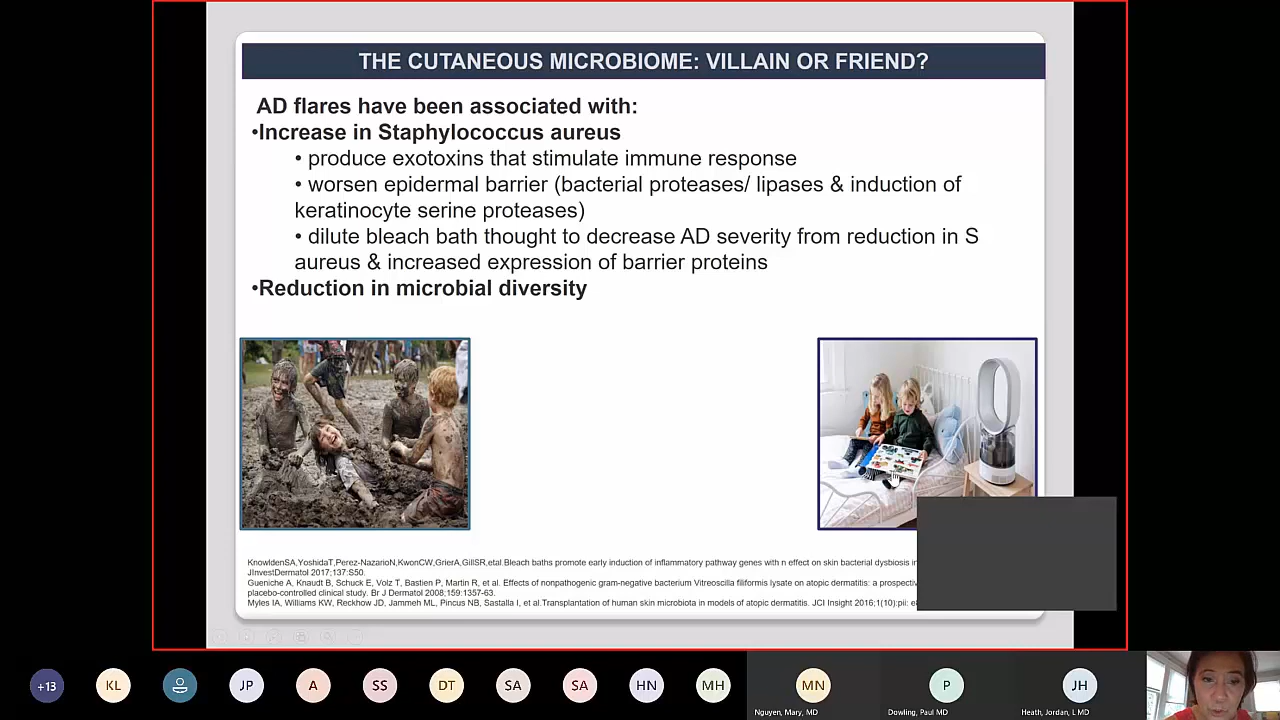 THE CUTANEOUS MICROBIOME: VILLAIN OR FRIEND?
AD flares have been associated with:
•Increase in Staphylococcus aureus
• produce exotoxins that stimulate immune response
• worsen epidermal barrier (bacterial proteases/ lipases & induction of
keratinocyte serine proteases)
• dilute bleach bath thought to decrease AD severity from reduction in S
aureus & increased expression of barrier proteins
•Reduction in microbial diversity
KnowldenSA,YoshidaT,Perez-NazarioN,KwonCW,GrierA,GillSR,etal.Bleach baths promote early induction of inflammatory pathway genes with n effect on skin bacterial dysbiosis in
JInvestDermatol 2017;137:S50.
Gueniche A, Knaudt B, Schuck E, Volz T, Bastien P, Martin R, et al. Effects of nonpathogenic gram-negative bacterium Vitreoscilla filiformis lysate on atopic dermatitis: a
placebo-controlled clinical study. Br J Dermatol 2008;159:1357-63.
Myles IA, Williams KW, Reckhow JD, Jammeh ML, Pincus NB, Sastalla I, et al.Transplantation of human skin microbiota in models of atopic dermatitis. JCI Insight 2016;1(10):pii:
+13
KL
JP
A
SS
DT
SA
SA
HN
MH
MN
P
JH
Nguyen, Mary, MD
Dowling, Paul MD
Heath, Jordan, L MD